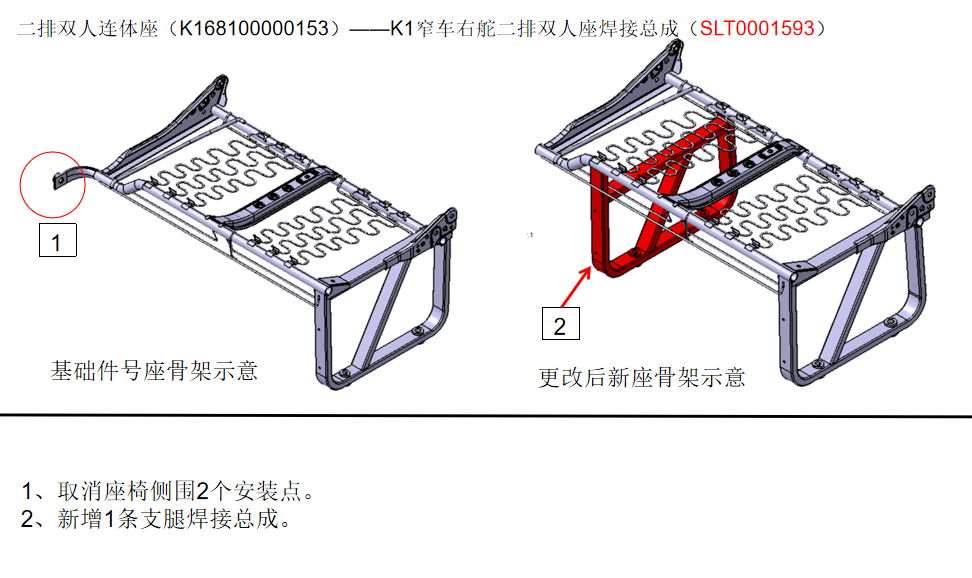 二排双人连体座（K168100000153）——K1窄车右舵二排双人座焊接总成（SLT0001593）
1
2
基础件号座骨架示意
更改后新座骨架示意
1、取消座椅侧围2个安装点。
2、新增1条支腿焊接总成。